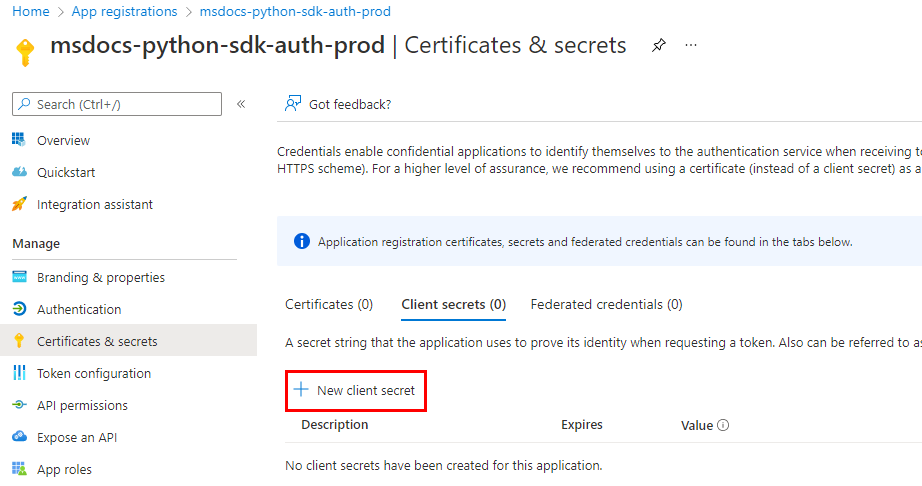 Home > App registrations > msdocs-python-sdk-auth-prod
msdocs-python-sdk-auth-prod | Certificates & secrets
Search (Ctrl+/)
Overview
Quickstart
Integration assistant
Manage
Branding & properties
Authentication
Certificates & secrets
Token configuration
API permissions
Expose an API
App roles
Got feedback?
Credentials enable confidential applications to identify themselves to the authentication service when receiving to
HTTPS scheme). For a higher level of assurance, we recommend using a certificate (instead of a client secret) as a
Application registration certificates, secrets and federated credentials can be found in the tabs below.
Certificates (0) Client secrets (0) Federated credentials (0)
A secret string that the application uses to prove its identity when requesting a token. Also can be referred to as
New client secret
Description Expires Value
No client secrets have been created for this application.